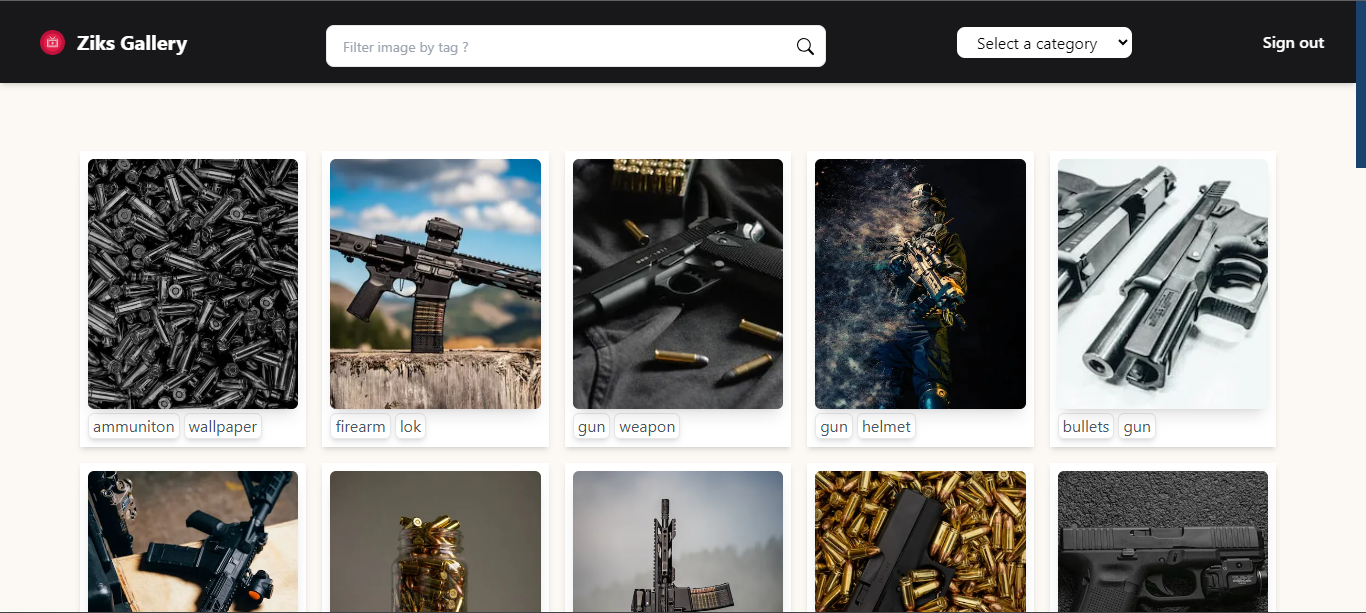 Ziks Gallery
Filter image by tag ?
Select a category
Sign out
ammuniton wallpaper
firearm lok
gun weapon
gun helmet
bullets gun